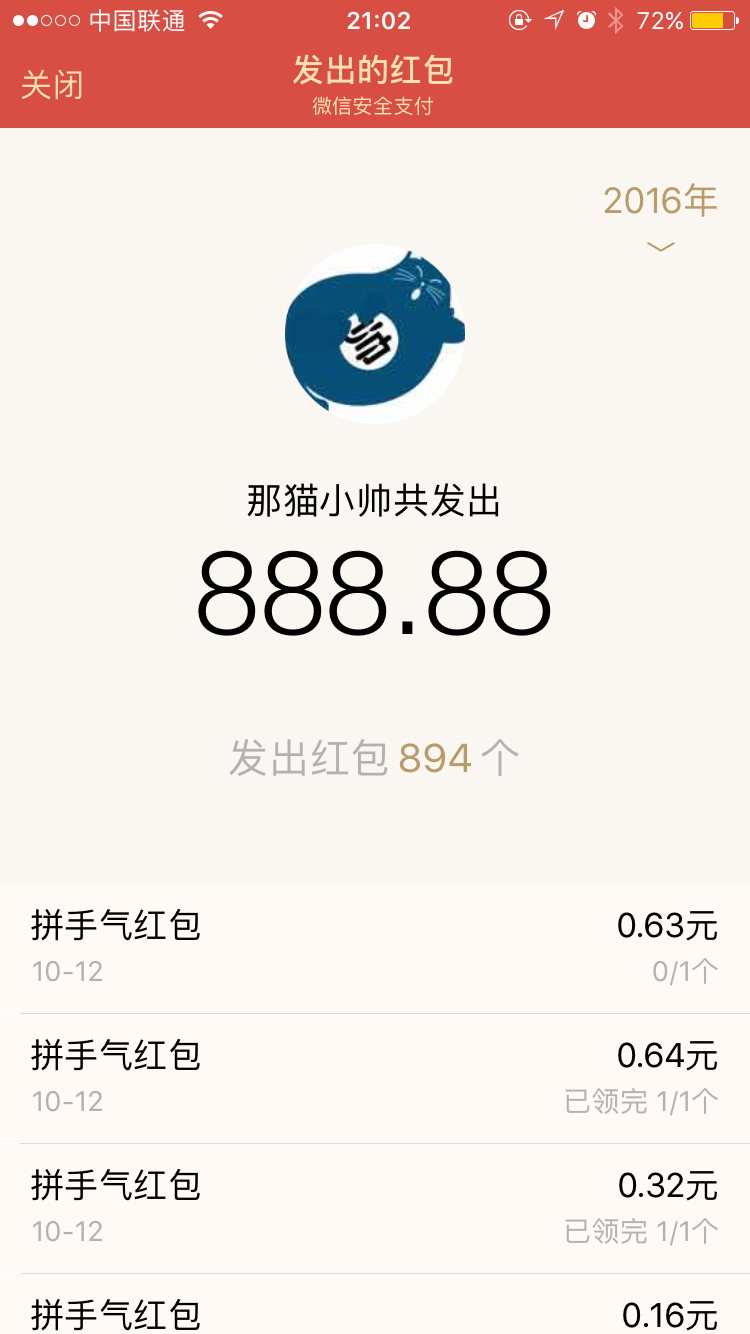 中国联通 21:02 72%
关闭 发出的红包
微信安全支付
2016年
帅
那猫小帅共发出
888.88
发出红包 894 个
拼手气红包 0.63元
10-12 0/1个
拼手气红包 0.64元
10-12 已领完 1/1个
拼手气红包 0.32元
10-12 已领完 1/1个
拼手气红包 0.16元